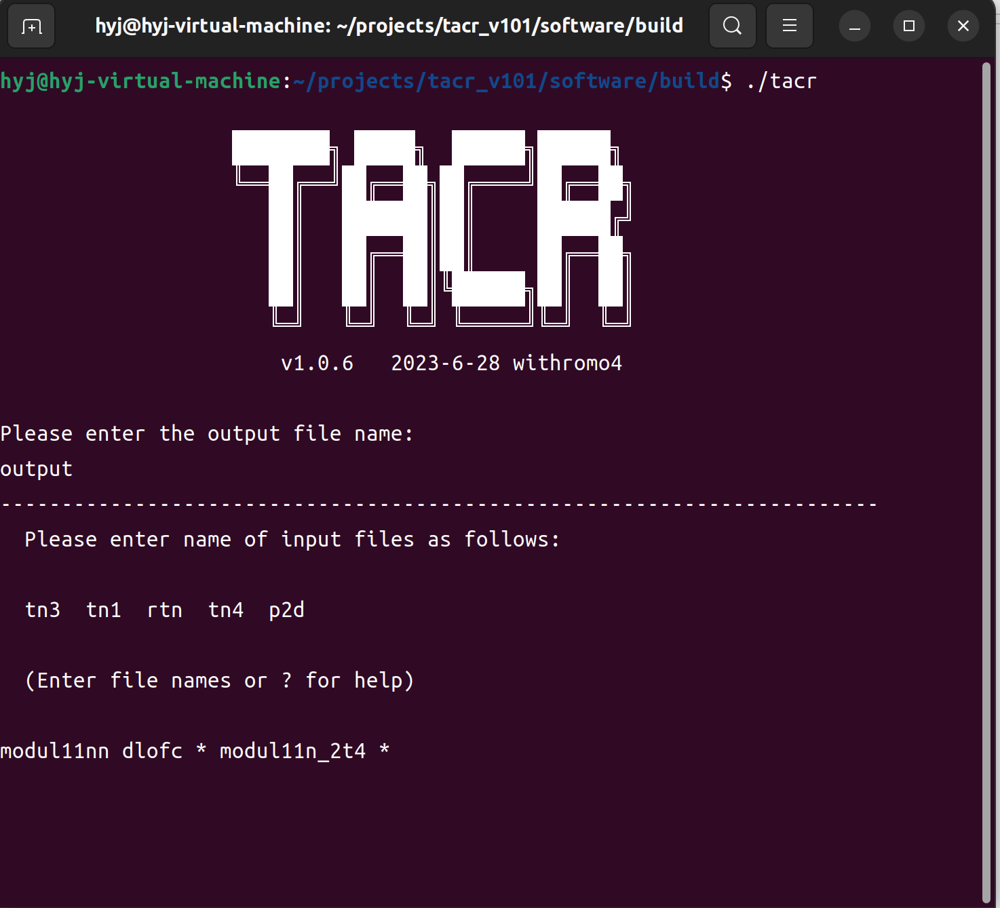 hyj@hyj-virtual-machine: ~/projects/tacr_v101/software/build
hyj@hyj-virtual-machine:~/projects/tacr_v101/software/build$ ./tacr
TACR
v1.0.6   2023-6-28 withromo4
Please enter the output file name:
output
------------------------------------------------------------------------
Please enter name of input files as follows:
tn3  tn1  rtn  tn4  p2d
(Enter file names or ? for help)
modul11nn dlofc * modul11n_2t4 *